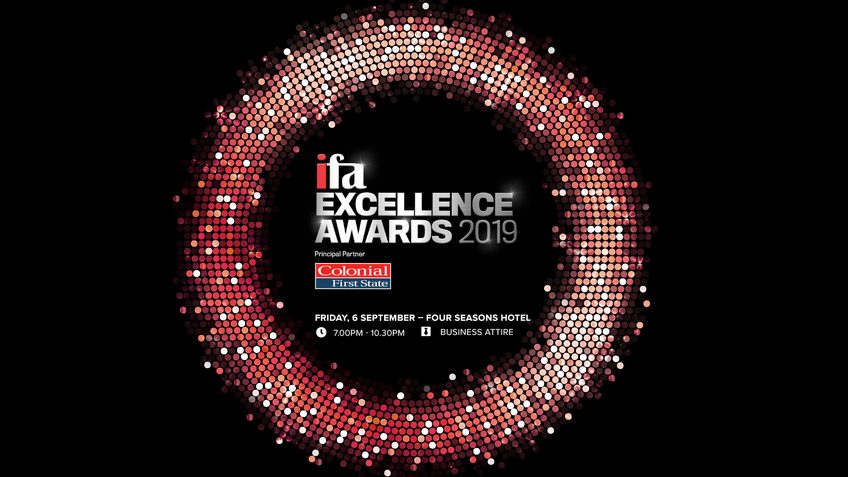 ifa
EXCELLENCE
AWARDS 2019
Principal Partner
Colonial
First State
FRIDAY, 6 SEPTEMBER – FOUR SEASONS HOTEL
7.00PM - 10.30PM BUSINESS ATTIRE